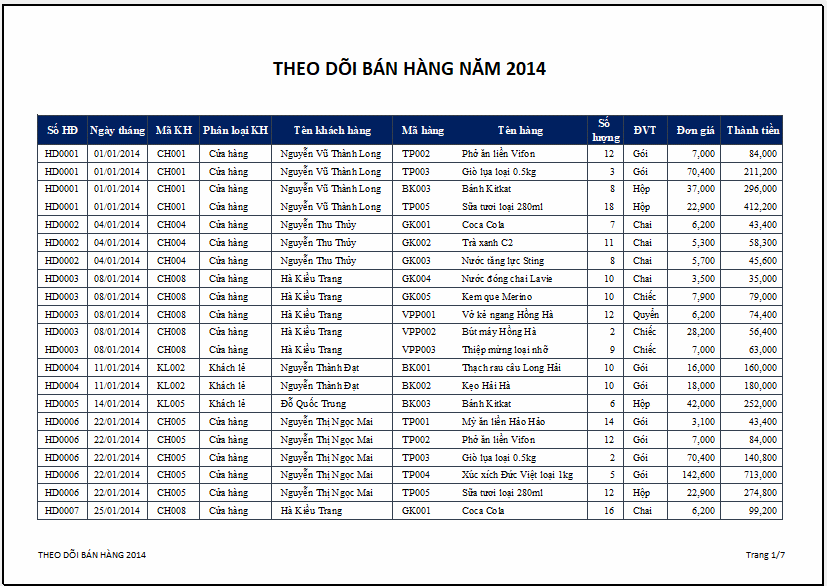 THEO DÕI BÁN HÀNG NĂM 2014
Số HĐ Ngày tháng Mã KH Phân loại KH Tên khách hàng Mã hàng Tên hàng Số lượng ĐVT Đơn giá Thành tiền
HD0001 01/01/2014 CH001 Cửa hàng Nguyễn Vũ Thành Long TP002 Phở ăn liền Vifon 12 Gói 7,000 84,000
HD0001 01/01/2014 CH001 Cửa hàng Nguyễn Vũ Thành Long TP003 Giò lụa loại 0.5kg 3 Gói 70,400 211,200
HD0001 01/01/2014 CH001 Cửa hàng Nguyễn Vũ Thành Long BK003 Bánh Kitkat 8 Hộp 37,000 296,000
HD0001 01/01/2014 CH001 Cửa hàng Nguyễn Vũ Thành Long TP005 Sữa tươi loại 280ml 18 Hộp 22,900 412,200
HD0002 04/01/2014 CH004 Cửa hàng Nguyễn Thu Thủy GK001 Coca Cola 7 Chai 6,200 43,400
HD0002 04/01/2014 CH004 Cửa hàng Nguyễn Thu Thủy GK002 Trà xanh C2 11 Chai 5,300 58,300
HD0002 04/01/2014 CH004 Cửa hàng Nguyễn Thu Thủy GK003 Nước tăng lực Sting 8 Chai 5,700 45,600
HD0003 08/01/2014 CH008 Cửa hàng Hà Kiều Trang GK004 Nước đóng chai Lavie 10 Chai 3,500 35,000
HD0003 08/01/2014 CH008 Cửa hàng Hà Kiều Trang GK005 Kem que Merino 10 Chiếc 7,900 79,000
HD0003 08/01/2014 CH008 Cửa hàng Hà Kiều Trang VPP001 Vở kẻ ngang Hồng Hà 12 Quyển 6,200 74,400
HD0003 08/01/2014 CH008 Cửa hàng Hà Kiều Trang VPP002 Bút máy Hồng Hà 2 Chiếc 28,200 56,400
HD0003 08/01/2014 CH008 Cửa hàng Hà Kiều Trang VPP003 Thiệp mừng loại nhỡ 9 Chiếc 7,000 63,000
HD0004 11/01/2014 KL002 Khách lẻ Nguyễn Thành Đạt BK001 Thạch rau câu Long Hải 10 Gói 16,000 160,000
HD0004 11/01/2014 KL002 Khách lẻ Nguyễn Thành Đạt BK002 Kẹo Hải Hà 10 Gói 18,000 180,000
HD0005 14/01/2014 KL005 Khách lẻ Đỗ Quốc Trung BK003 Bánh Kitkat 6 Hộp 42,000 252,000
HD0006 22/01/2014 CH005 Cửa hàng Nguyễn Thị Ngọc Mai TP001 Mỳ ăn liền Hảo Hảo 14 Gói 3,100 43,400
HD0006 22/01/2014 CH005 Cửa hàng Nguyễn Thị Ngọc Mai TP002 Phở ăn liền Vifon 12 Gói 7,000 84,000
HD0006 22/01/2014 CH005 Cửa hàng Nguyễn Thị Ngọc Mai TP003 Giò lụa loại 0.5kg 2 Gói 70,400 140,800
HD0006 22/01/2014 CH005 Cửa hàng Nguyễn Thị Ngọc Mai TP004 Xúc xích Đức Việt loại 1kg 5 Gói 142,600 713,000
HD0006 22/01/2014 CH005 Cửa hàng Nguyễn Thị Ngọc Mai TP005 Sữa tươi loại 280ml 12 Hộp 22,900 274,800
HD0007 25/01/2014 CH008 Cửa hàng Hà Kiều Trang GK001 Coca Cola 16 Chai 6,200 99,200
THEO DÕI BÁN HÀNG 2014 Trang 1/7